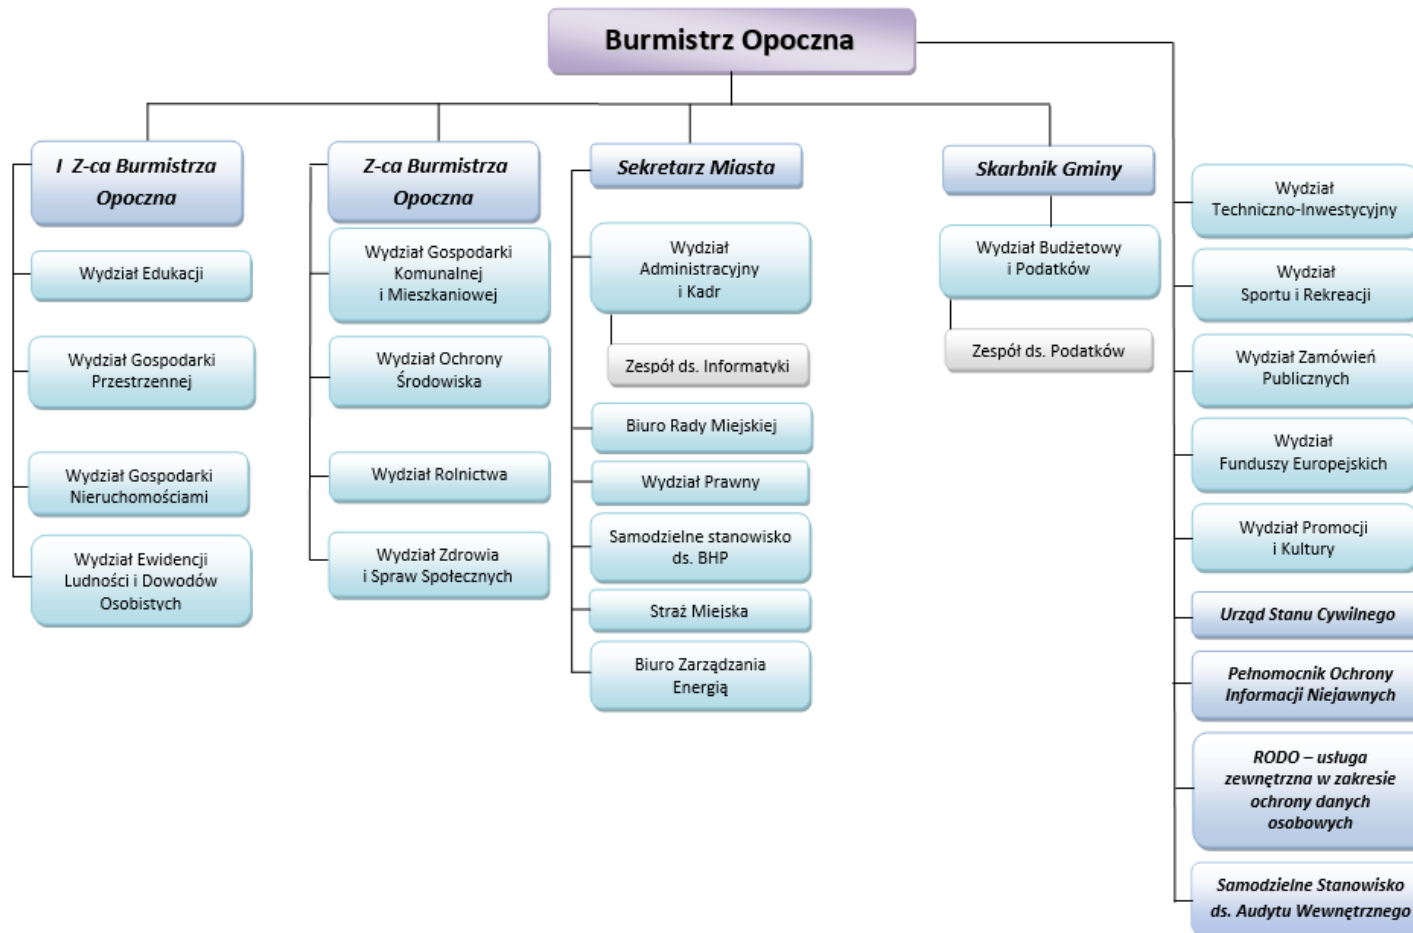 Burmistrz Opoczna
I Z-ca Burmistrza
Opoczna
Wydział Edukacji
Wydział Gospodarki
Przestrzennej
Wydział Gospodarki
Nieruchomościami
Wydział Ewidencji
Ludności i Dowodów
Osobistych
Z-ca Burmistrza
Opoczna
Wydział Gospodarki
Komunalnej
i Mieszkaniowej
Wydział Ochrony
Środowiska
Wydział Rolnictwa
Wydział Zdrowia
i Spraw Społecznych
Sekretarz Miasta
Wydział
Administracyjny
i Kadr
Zespół ds. Informatyki
Biuro Rady Miejskiej
Wydział Prawny
Samodzielne stanowisko
ds. BHP
Straż Miejska
Biuro Zarządzania
Energią
Skarbnik Gminy
Wydział Budżetowy
i Podatków
Zespół ds. Podatków
Wydział
Techniczno-Inwestycyjny
Wydział
Sportu i Rekreacji
Wydział Zamówień
Publicznych
Wydział
Funduszy Europejskich
Wydział Promocji
i Kultury
Urząd Stanu Cywilnego
Pełnomocnik Ochrony
Informacji Niejawnych
RODO – usługa
zewnętrzna w zakresie
ochrony danych
osobowych
Samodzielne Stanowisko
ds. Audytu Wewnętrznego